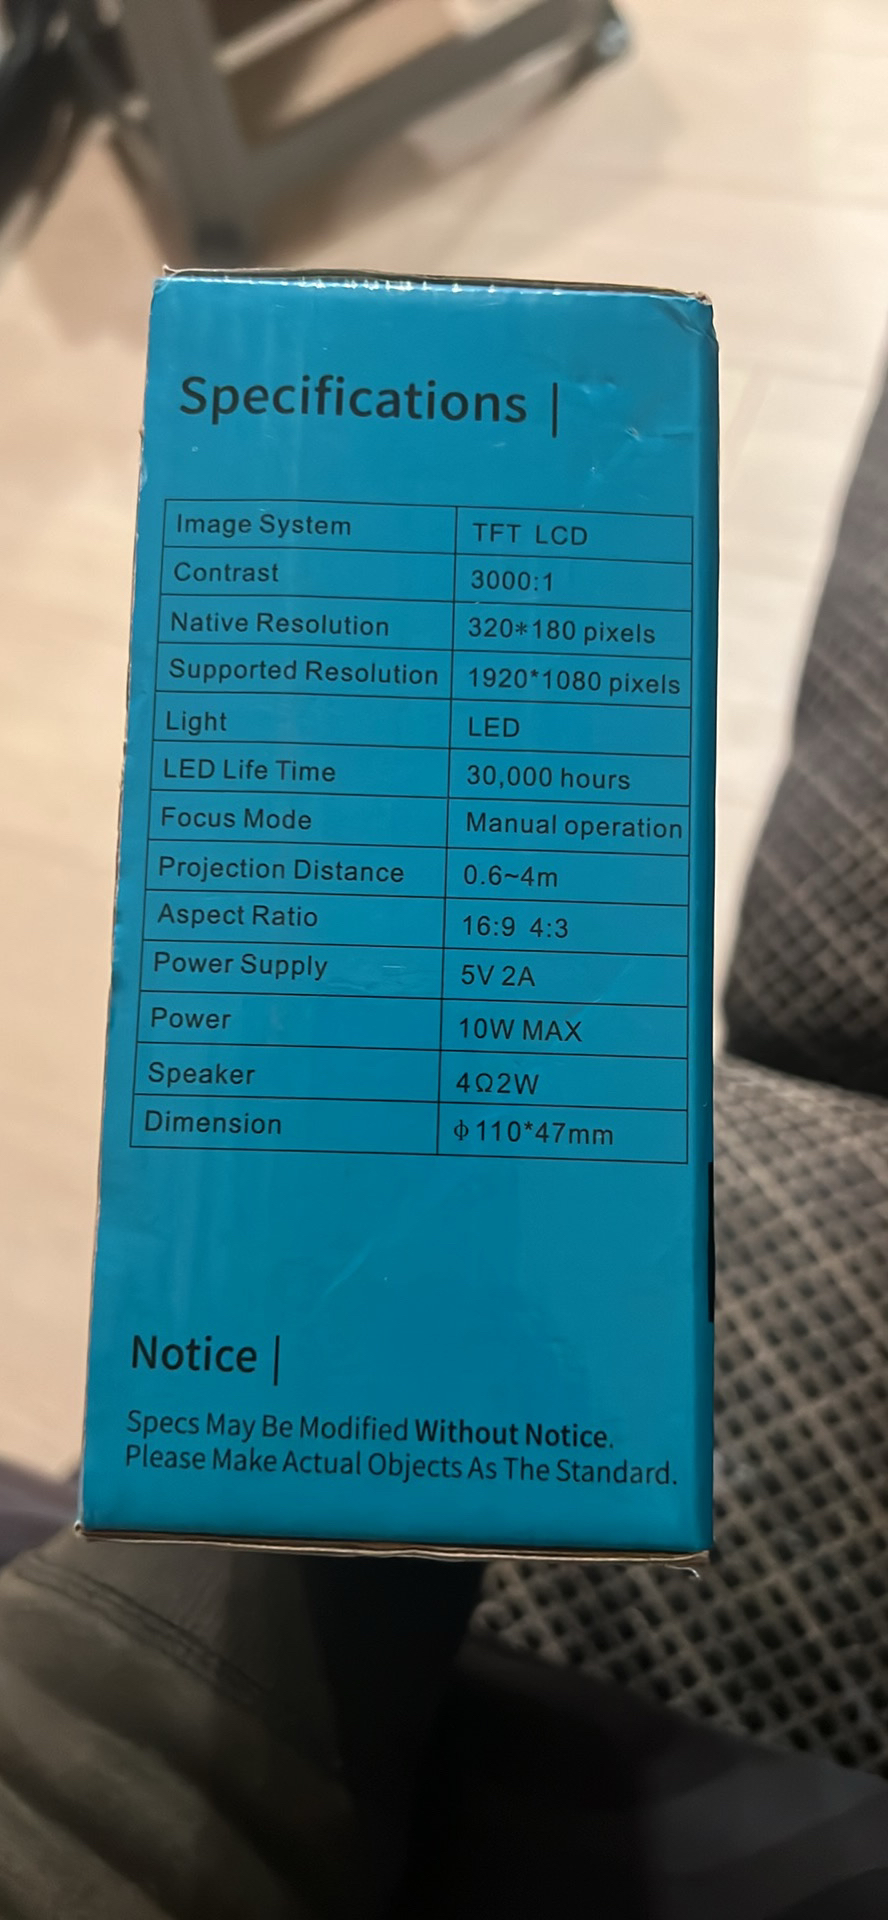 Specifications |
Image System TFT LCD
Contrast 3000:1
Native Resolution 320*180 pixels
Supported Resolution 1920*1080 pixels
Light LED
LED Life Time 30,000 hours
Focus Mode Manual operation
Projection Distance 0.6~4m
Aspect Ratio 16:9 4:3
Power Supply 5V 2A
Power 10W MAX
Speaker 4Ω2W
Dimension ϕ110*47mm
Notice |
Specs May Be Modified Without Notice.
Please Make Actual Objects As The Standard.